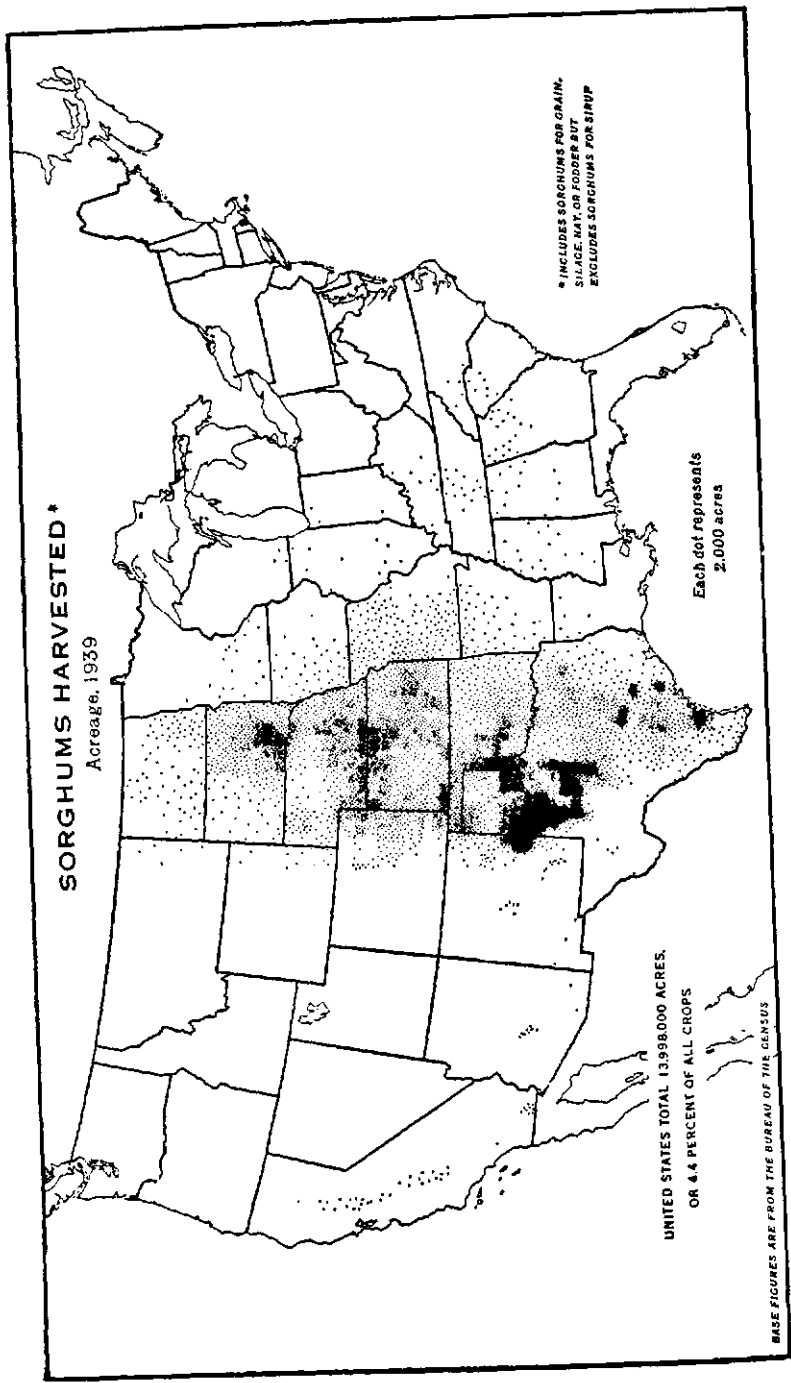 SORGHUMS HARVESTED*
Acreage, 1939
* INCLUDES SORGHUMS FOR GRAIN,
SILAGE, HAY, OR FODDER BUT
EXCLUDES SORGHUMS FOR SIRUP
Each dot represents
2,000 acres
UNITED STATES TOTAL 13,998,000 ACRES,
OR 4.4 PERCENT OF ALL CROPS
BASE FIGURES ARE FROM THE BUREAU OF THE CENSUS